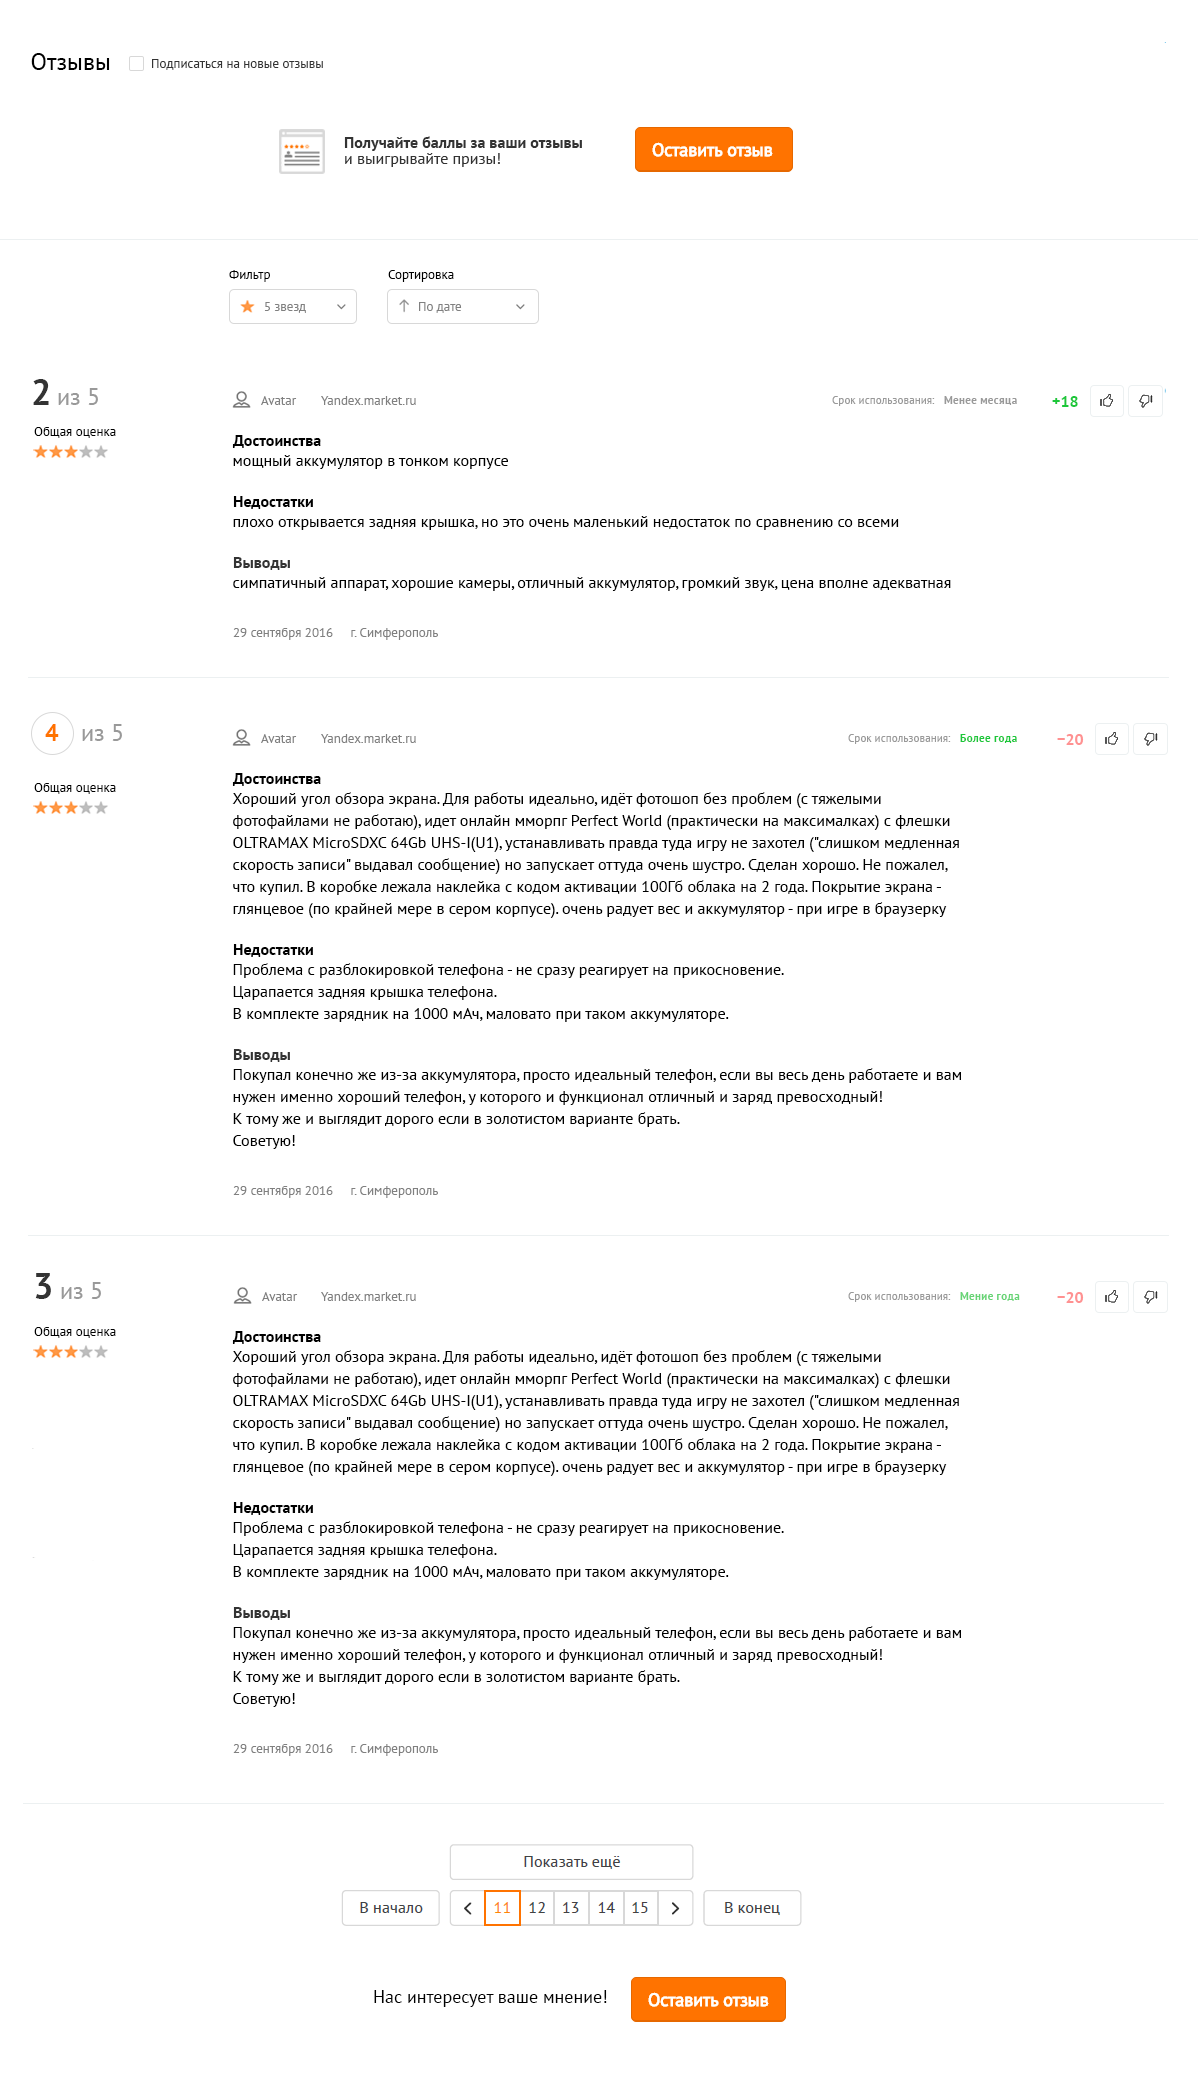 Отзывы
Подписаться на новые отзывы
Получайте баллы за ваши отзывы
и выигрывайте призы!
Оставить отзыв
Фильтр
Сортировка
5 звезд
По дате
2 из 5
Общая оценка
Avatar Yandex.market.ru Срок использования: Менее месяца +18
Достоинства
мощный аккумулятор в тонком корпусе
Недостатки
плохо открывается задняя крышка, но это очень маленький недостаток по сравнению со всеми
Выводы
симпатичный аппарат, хорошие камеры, отличный аккумулятор, громкий звук, цена вполне адекватная
29 сентября 2016 г. Симферополь
4 из 5
Общая оценка
Avatar Yandex.market.ru Срок использования: Более года −20
Достоинства
Хороший угол обзора экрана. Для работы идеально, идёт фотошоп без проблем (с тяжелыми
фотофайлами не работаю), идет онлайн мморпг Perfect World (практически на максималках) с флешки
OLTRAMAX MicroSDXC 64Gb UHS-I(U1), устанавливать правда туда игру не захотел ("слишком медленная
скорость записи" выдавал сообщение) но запускает оттуда очень шустро. Сделан хорошо. Не пожалел,
что купил. В коробке лежала наклейка с кодом активации 100Гб облака на 2 года. Покрытие экрана -
глянцевое (по крайней мере в сером корпусе). очень радует вес и аккумулятор - при игре в браузерку
Недостатки
Проблема с разблокировкой телефона - не сразу реагирует на прикосновение.
Царапается задняя крышка телефона.
В комплекте зарядник на 1000 мАч, маловато при таком аккумуляторе.
Выводы
Покупал конечно же из-за аккумулятора, просто идеальный телефон, если вы весь день работаете и вам
нужен именно хороший телефон, у которого и функционал отличный и заряд превосходный!
К тому же и выглядит дорого если в золотистом варианте брать.
Советую!
29 сентября 2016 г. Симферополь
3 из 5
Общая оценка
Avatar Yandex.market.ru Срок использования: Мение года −20
Достоинства
Хороший угол обзора экрана. Для работы идеально, идёт фотошоп без проблем (с тяжелыми
фотофайлами не работаю), идет онлайн мморпг Perfect World (практически на максималках) с флешки
OLTRAMAX MicroSDXC 64Gb UHS-I(U1), устанавливать правда туда игру не захотел ("слишком медленная
скорость записи" выдавал сообщение) но запускает оттуда очень шустро. Сделан хорошо. Не пожалел,
что купил. В коробке лежала наклейка с кодом активации 100Гб облака на 2 года. Покрытие экрана -
глянцевое (по крайней мере в сером корпусе). очень радует вес и аккумулятор - при игре в браузерку
Недостатки
Проблема с разблокировкой телефона - не сразу реагирует на прикосновение.
Царапается задняя крышка телефона.
В комплекте зарядник на 1000 мАч, маловато при таком аккумуляторе.
Выводы
Покупал конечно же из-за аккумулятора, просто идеальный телефон, если вы весь день работаете и вам
нужен именно хороший телефон, у которого и функционал отличный и заряд превосходный!
К тому же и выглядит дорого если в золотистом варианте брать.
Советую!
29 сентября 2016 г. Симферополь
Показать ещё
В начало 11 12 13 14 15 В конец
Нас интересует ваше мнение! Оставить отзыв